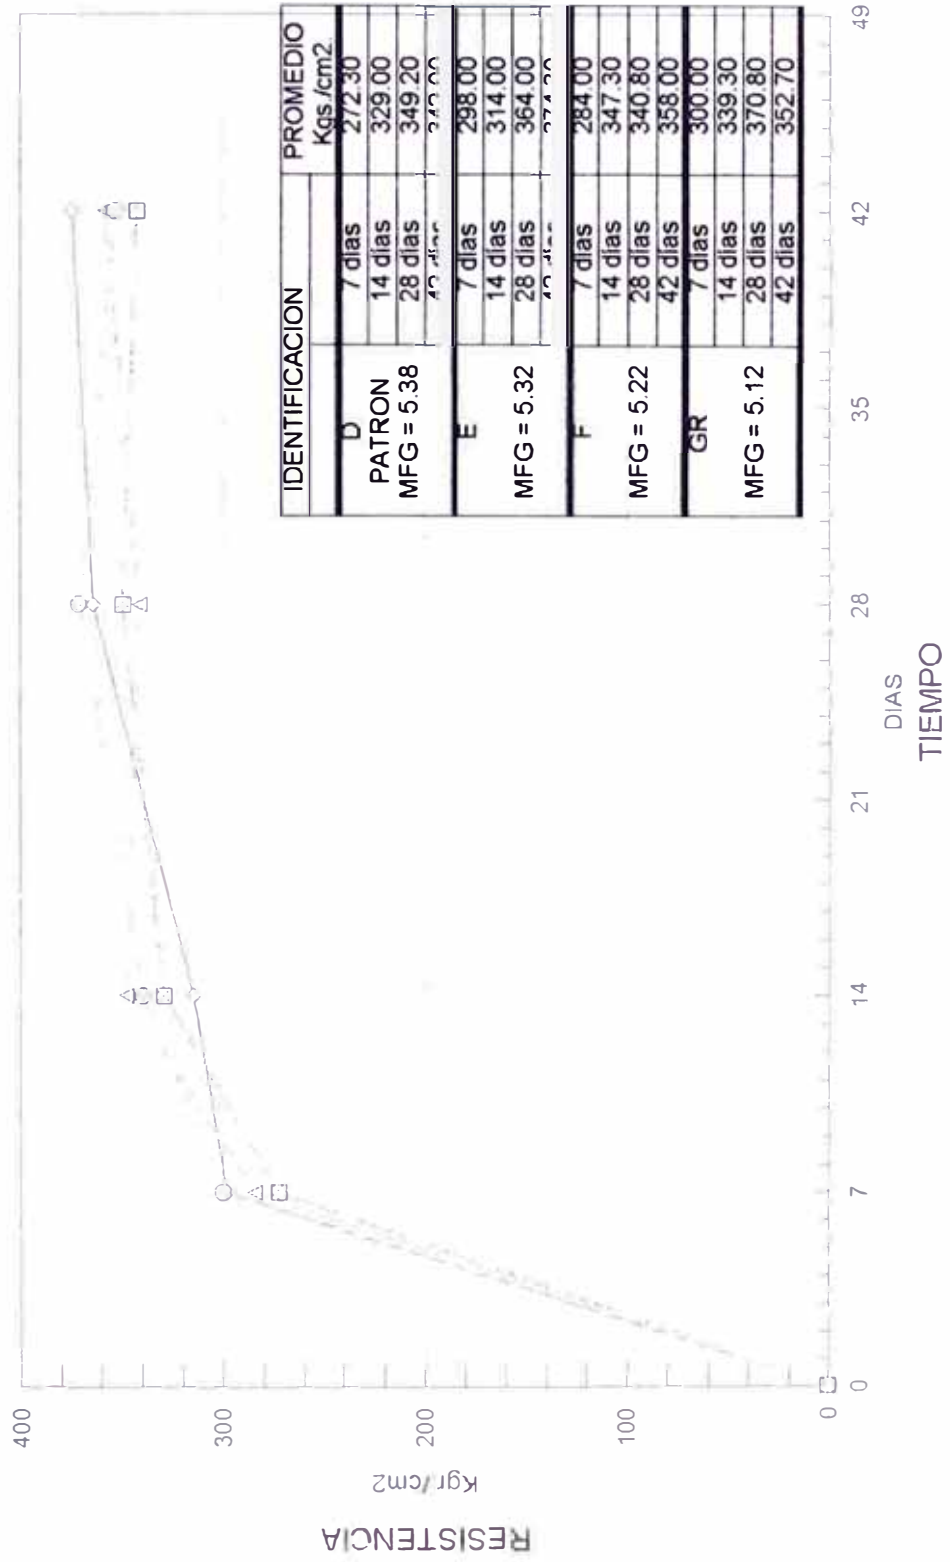 RESISTENCIA
Kgr/cm2
400
300
200
100
0
0 7 14 21 28 35 42 49
DIAS
TIEMPO
IDENTIFICACION PROMEDIO
Kgs/cm2
D 7 dias 272.30
PATRON 14 dias 329.00
MFG = 5.38 28 dias 349.20
E 7 dias 298.00
14 dias 314.00
MFG = 5.32 28 dias 364.00
F 7 dias 284.00
14 dias 347.30
MFG = 5.22 28 dias 340.80
42 dias 358.00
GR 7 dias 300.00
14 dias 339.30
MFG = 5.12 28 dias 370.80
42 dias 352.70